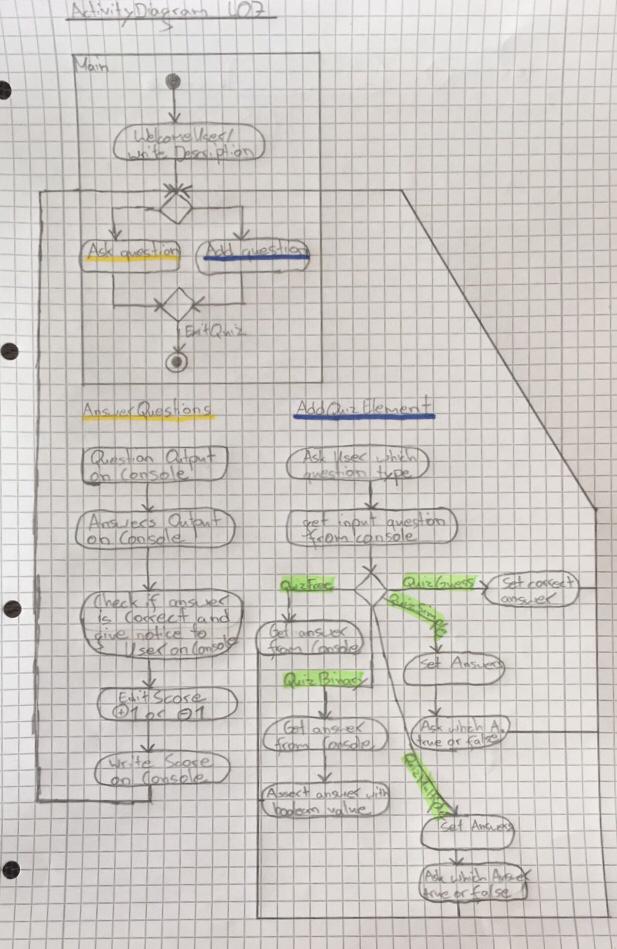 ActivityDiagram L07
Main
Welcome User/
write Description
Ask question
Add question
Exit Quiz
AnswerQuestions
AddQuizElement
Question Output
on Console
Answers Output
on Console
Check if answer
is correct and
give notice to
User on Console
Edit Score
+1 or -1
Write Score
on Console
Ask User which
question type
get input question
from console
QuizFree
QuizGuess
Set correct
answer
QuizSingle
Get answer
from Console
Set Answers
Quiz Binary
Ask which A.
true or false
Get answer
from Console
QuizMultiple
Assert answer with
boolean value
Set Answers
Ask which Answer
true or false